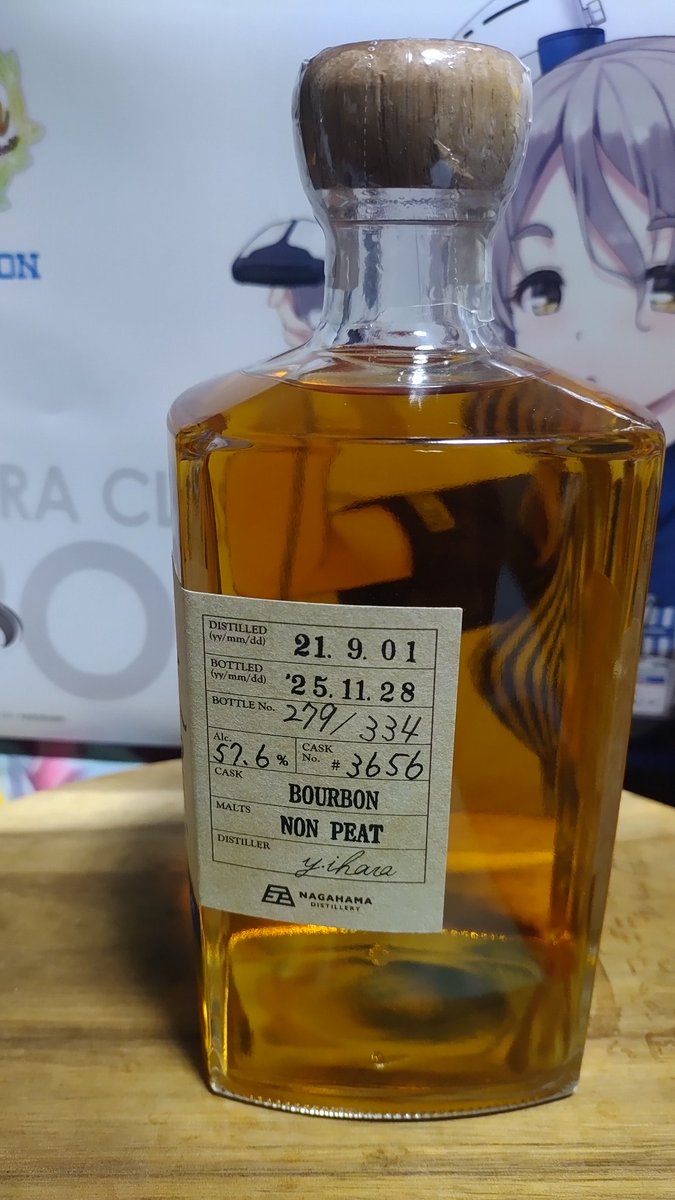 ON
RA CL
DISTILLED
(yy/mm/dd) 21. 9. 01
BOTTLED
(yy/mm/dd) '25.11.28
BOTTLE No. 279/334
Alc. 57.6 % CASK No. # 3656
CASK
BOURBON
MALTS
NON PEAT
DISTILLER
y.ihara
NAGAHAMA
DISTILLERY